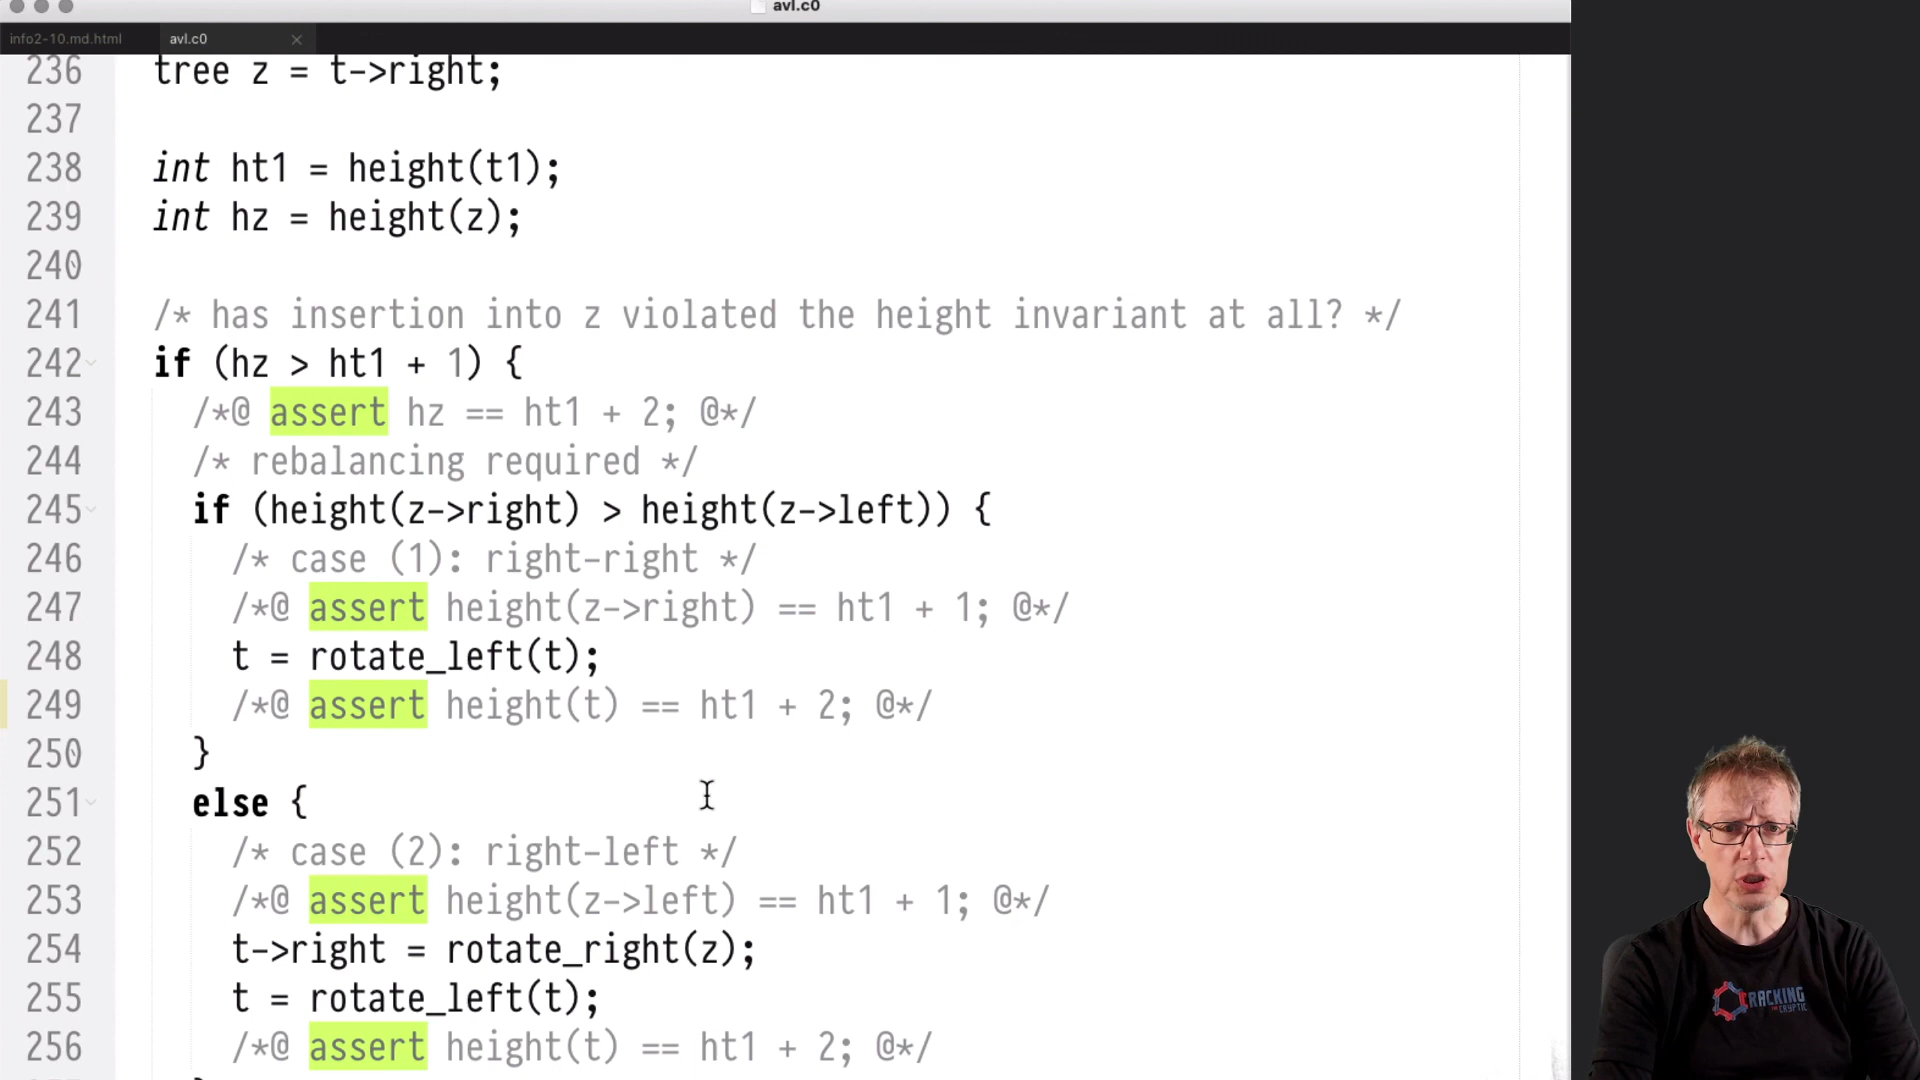 avl.c0
info2-10.md.html
avl.c0
236 tree z = t->right;
237
238 int ht1 = height(t1);
239 int hz = height(z);
240
241 /* has insertion into z violated the height invariant at all? */
242 if (hz > ht1 + 1) {
243 /*@ assert hz == ht1 + 2; @*/
244 /* rebalancing required */
245 if (height(z->right) > height(z->left)) {
246 /* case (1): right-right */
247 /*@ assert height(z->right) == ht1 + 1; @*/
248 t = rotate_left(t);
249 /*@ assert height(t) == ht1 + 2; @*/
250 }
251 else {
252 /* case (2): right-left */
253 /*@ assert height(z->left) == ht1 + 1; @*/
254 t->right = rotate_right(z);
255 t = rotate_left(t);
256 /*@ assert height(t) == ht1 + 2; @*/
RACKING
CRYPTIC